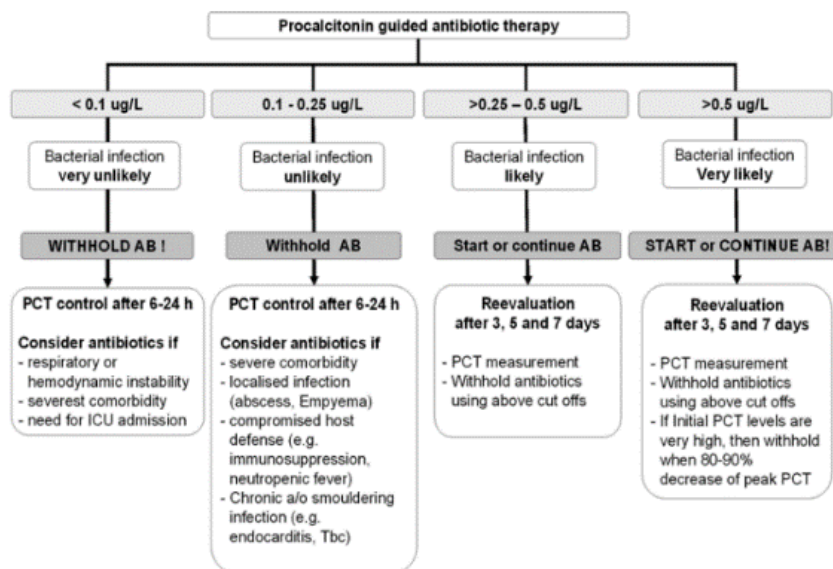 Procalcitonin guided antibiotic therapy
< 0.1 ug/L
0.1 - 0.25 ug/L
>0.25 – 0.5 ug/L
>0.5 ug/L
Bacterial infection
very unlikely
Bacterial infection
unlikely
Bacterial infection
likely
Bacterial infection
Very likely
WITHHOLD AB !
Withhold AB
Start or continue AB
START or CONTINUE AB!
PCT control after 6-24 h
Consider antibiotics if
- respiratory or
hemodynamic instability
- severest comorbidity
- need for ICU admission
PCT control after 6-24 h
Consider antibiotics if
- severe comorbidity
- localised infection
(abscess, Empyema)
- compromised host
defense (e.g.
immunosuppression,
neutropenic fever)
- Chronic a/o smouldering
infection (e.g.
endocarditis, Tbc)
Reevaluation
after 3, 5 and 7 days
- PCT measurement
- Withhold antibiotics
using above cut offs
Reevaluation
after 3, 5 and 7 days
- PCT measurement
- Withhold antibiotics
using above cut offs
- If Initial PCT levels are
very high, then withhold
when 80-90%
decrease of peak PCT